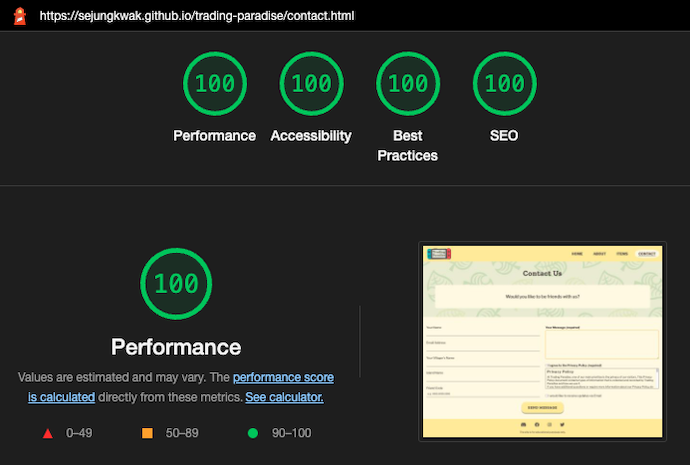 https://sejungkwak.github.io/trading-paradise/contact.html
100 100 100 100
Performance Accessibility Best Practices SEO
100
Performance
Values are estimated and may vary. The performance score
is calculated directly from these metrics. See calculator.
0–49 50–89 90–100
HOME ABOUT ITEMS CONTACT
Contact Us
Would you like to be friends with us?
Your Name
Your Message (required)
Email Address
Your Villager's Name
I agree to the Privacy Policy (required)
Privacy Policy
SEND MESSAGE